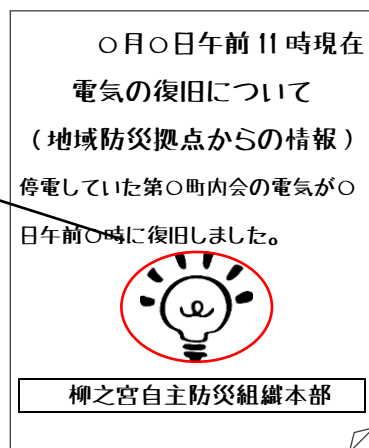 ○月○日午前11時現在
電気の復旧について
(地域防災拠点からの情報)
停電していた第○町内会の電気が○
日午前○時に復旧しました。
柳之宮自主防災組織本部